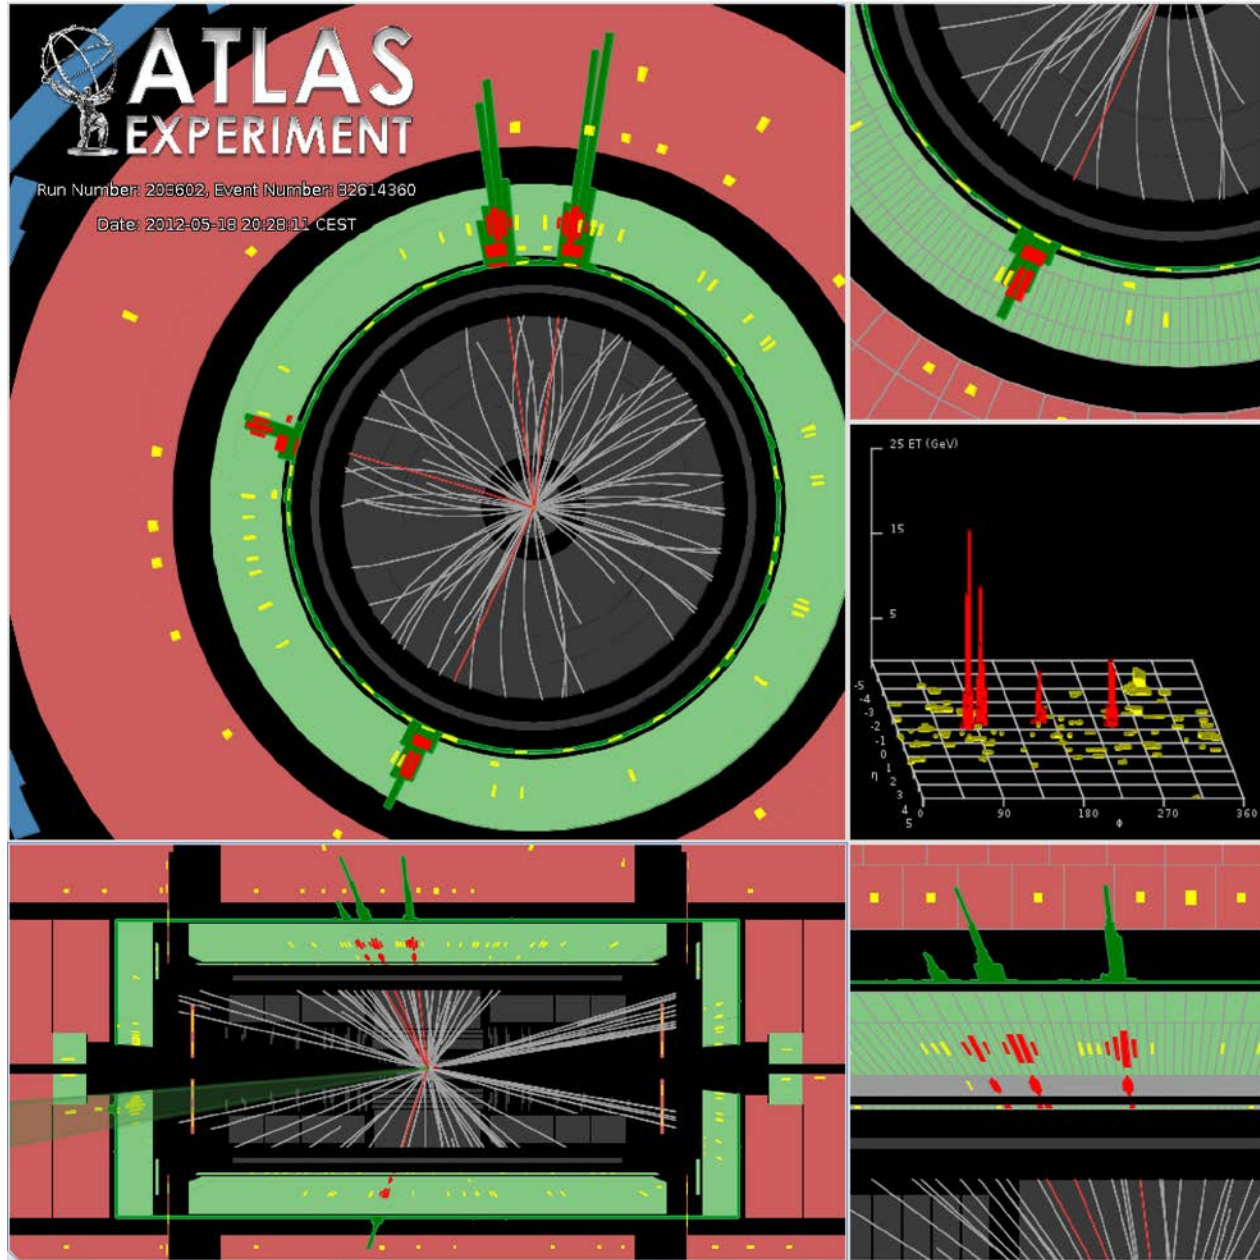 ATLAS
EXPERIMENT
Run Number: 203602, Event Number: 82614360
Date: 2012-05-18 20:28:11 CEST
25 ET (GeV)
15
5
-5
-4
-3
-2
-1
0
1
2
3
4
5
η
0 90 180 270 360
Φ